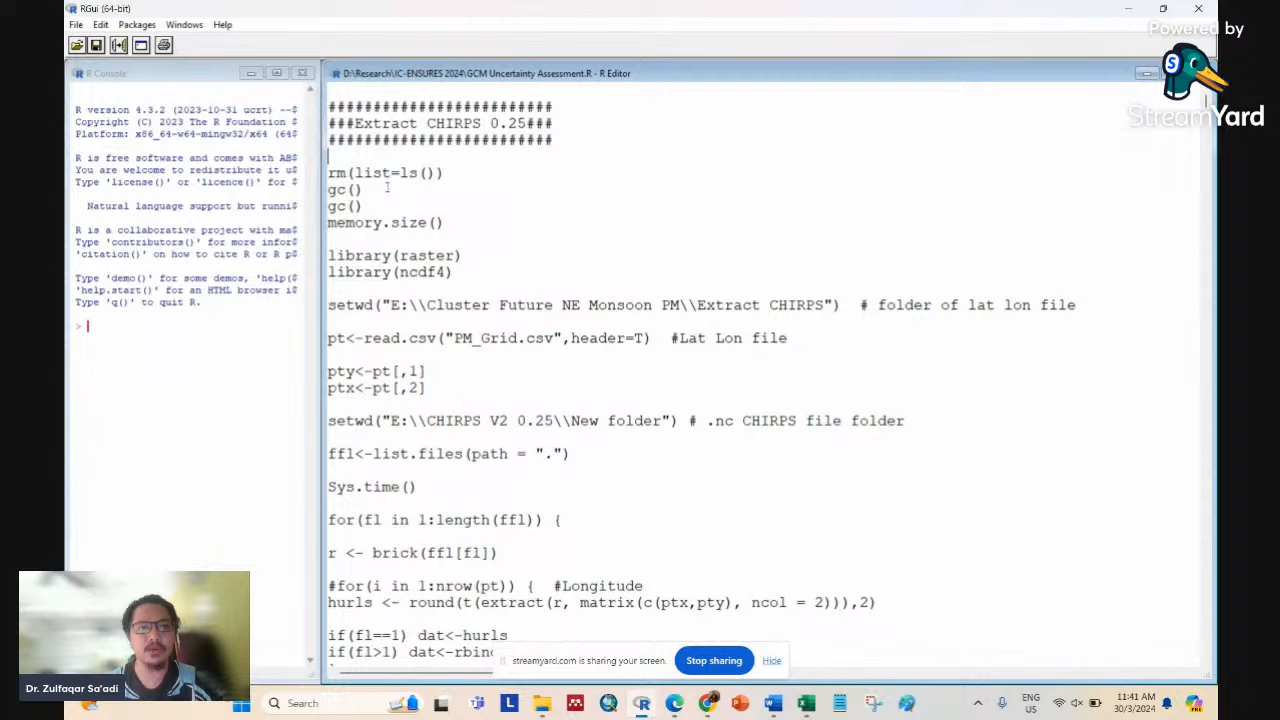 RGui (64-bit)
File Edit Packages Windows Help
R Console
R version 4.3.2 (2023-10-31 ucrt) --$
Copyright (C) 2023 The R Foundation $
Platform: x86_64-w64-mingw32/x64 (64$
R is free software and comes with AB$
You are welcome to redistribute it u$
Type 'license()' or 'licence()' for $
Natural language support but runni$
R is a collaborative project with ma$
Type 'contributors()' for more infor$
'citation()' on how to cite R or R p$
Type 'demo()' for some demos, 'help($
'help.start()' for an HTML browser i$
Type 'q()' to quit R.
>
D:\Research\IC-ENSURES 2024\GCM Uncertainty Assessment.R - R Editor
#########################
###Extract CHIRPS 0.25###
#########################
rm(list=ls())
gc()
gc()
memory.size()
library(raster)
library(ncdf4)
setwd("E:\\Cluster Future NE Monsoon PM\\Extract CHIRPS") # folder of lat lon file
pt<-read.csv("PM_Grid.csv",header=T) #Lat Lon file
pty<-pt[,1]
ptx<-pt[,2]
setwd("E:\\CHIRPS V2 0.25\\New folder") # .nc CHIRPS file folder
ffl<-list.files(path = ".")
Sys.time()
for(fl in 1:length(ffl)) {
r <- brick(ffl[fl])
#for(i in 1:nrow(pt)) { #Longitude
hurls <- round(t(extract(r, matrix(c(ptx,pty), ncol = 2))),2)
if(fl==1) dat<-hurls
if(fl>1) dat<-rbin
Powered by
S
StreamYard
streamyard.com is sharing your screen.
Stop sharing
Hide
Dr. Zulfaqar Sa'adi
Search
ENG
US
11:41 AM
30/3/2024